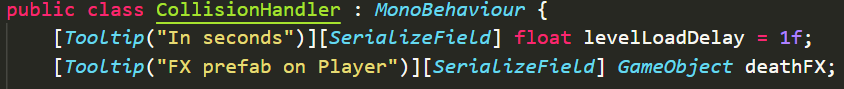 public class CollisionHandler : MonoBehaviour {
[Tooltip("In seconds")][SerializeField] float levelLoadDelay = 1f;
[Tooltip("FX prefab on Player")][SerializeField] GameObject deathFX;